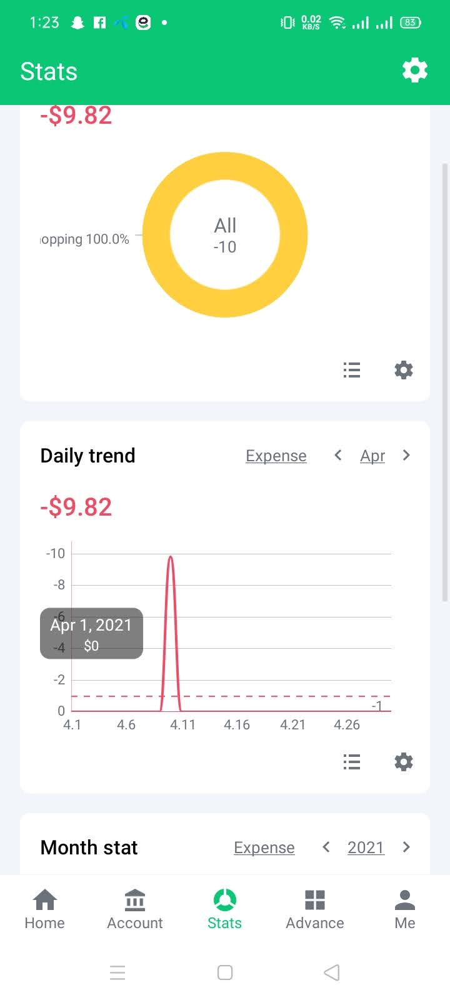 1:23 0.02 KB/S 83
Stats
-$9.82
All
-10
opping 100.0%
Daily trend Expense Apr
-$9.82
-10
-8
-6
Apr 1, 2021
-4 $0
-2
-1
0
4.1 4.6 4.11 4.16 4.21 4.26
Month stat Expense 2021
Home Account Stats Advance Me